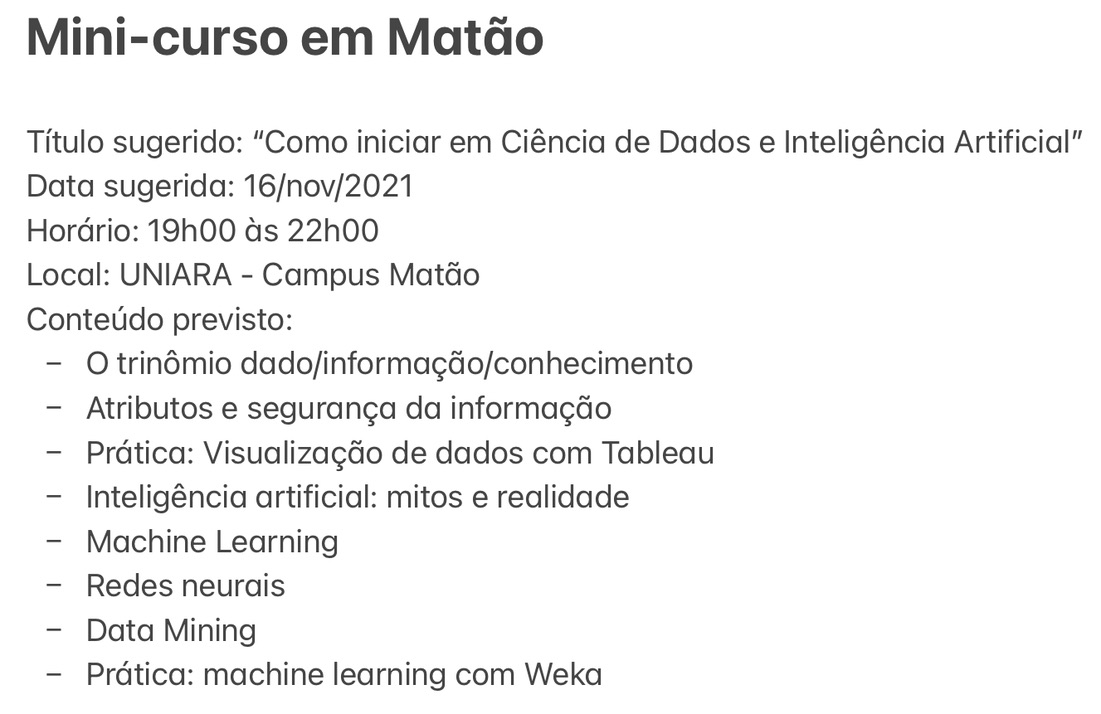 Mini-curso em Matão
Título sugerido: “Como iniciar em Ciência de Dados e Inteligência Artificial”
Data sugerida: 16/nov/2021
Horário: 19h00 às 22h00
Local: UNIARA - Campus Matão
Conteúdo previsto:
– O trinômio dado/informação/conhecimento
– Atributos e segurança da informação
– Prática: Visualização de dados com Tableau
– Inteligência artificial: mitos e realidade
– Machine Learning
– Redes neurais
– Data Mining
– Prática: machine learning com Weka